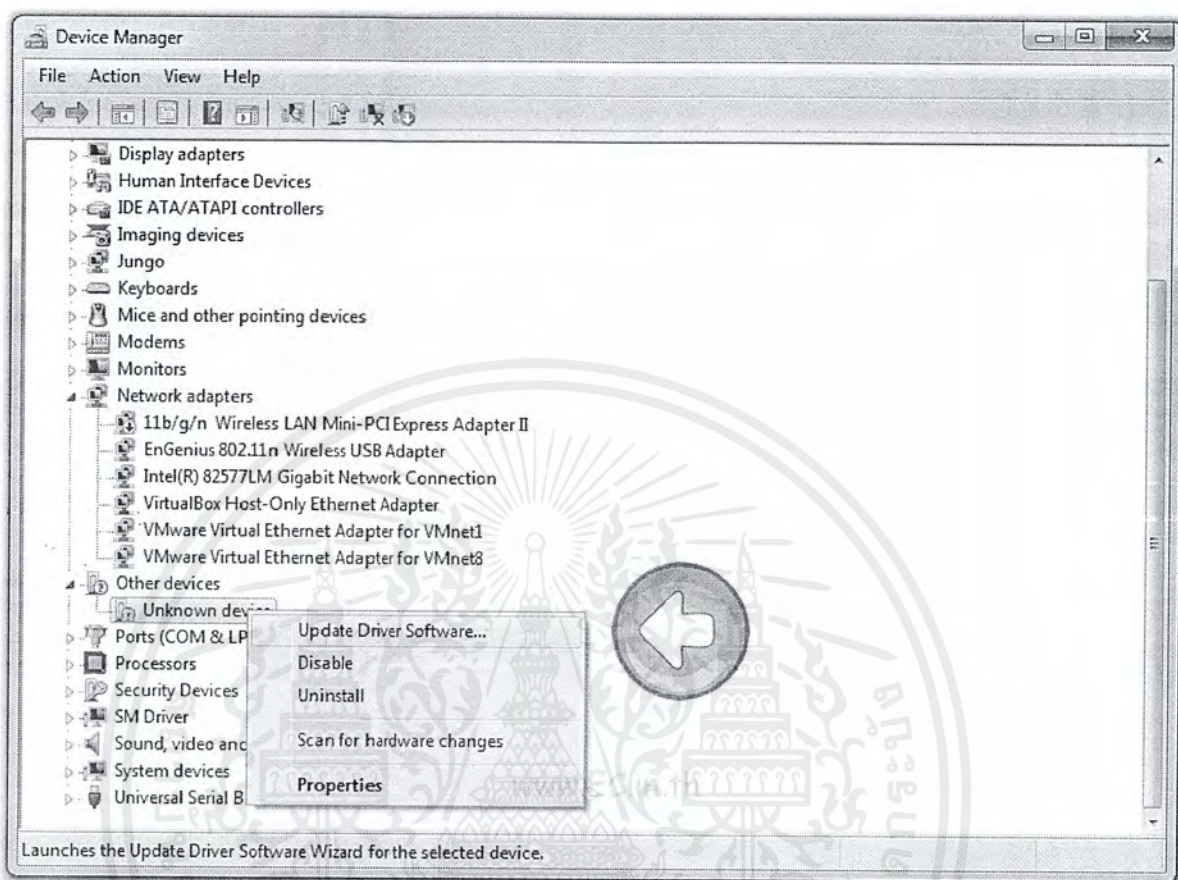 Device Manager
File Action View Help
Display adapters
Human Interface Devices
IDE ATA/ATAPI controllers
Imaging devices
Jungo
Keyboards
Mice and other pointing devices
Modems
Monitors
Network adapters
11b/g/n Wireless LAN Mini-PCI Express Adapter II
EnGenius 802.11n Wireless USB Adapter
Intel(R) 82577LM Gigabit Network Connection
VirtualBox Host-Only Ethernet Adapter
VMware Virtual Ethernet Adapter for VMnet1
VMware Virtual Ethernet Adapter for VMnet8
Other devices
Unknown device
Ports (COM & LP
Processors
Security Devices
SM Driver
Sound, video and
System devices
Universal Serial B
Update Driver Software...
Disable
Uninstall
Scan for hardware changes
Properties
Launches the Update Driver Software Wizard for the selected device.